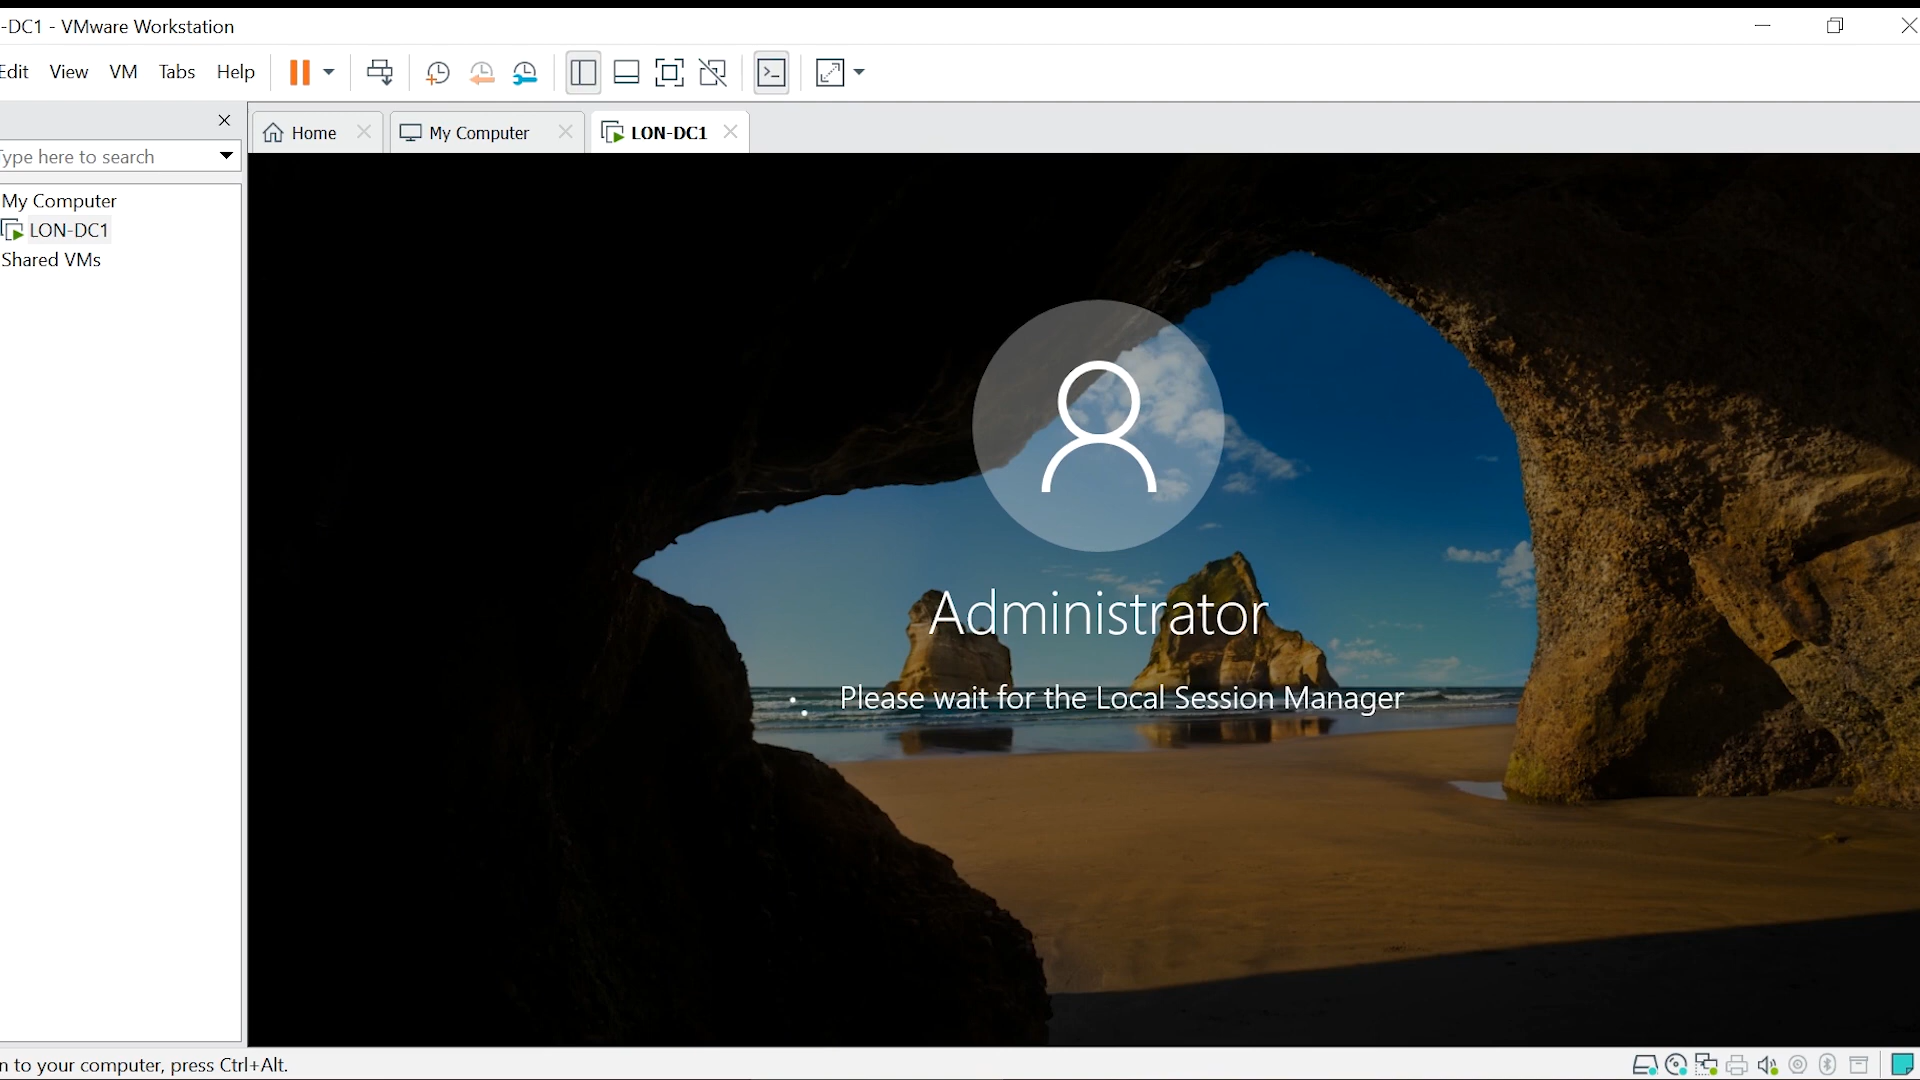 -DC1 - VMware Workstation
Edit View VM Tabs Help
Home My Computer LON-DC1
Type here to search
My Computer
LON-DC1
Shared VMs
Administrator
Please wait for the Local Session Manager
n to your computer, press Ctrl+Alt.